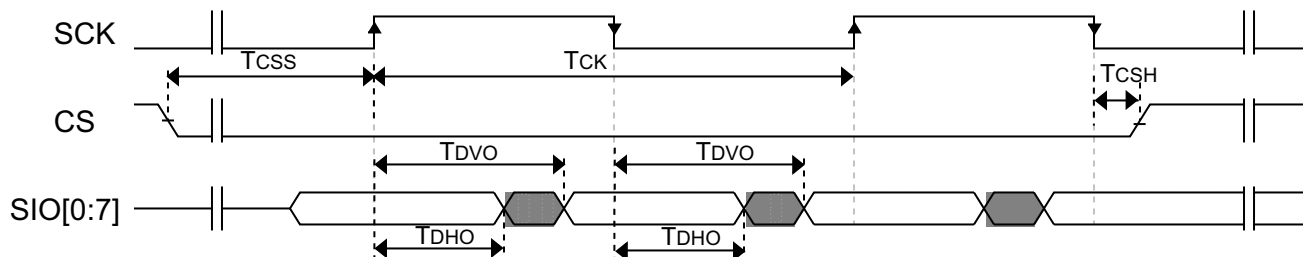 SCK
TCSS
TCK
TCSH
CS
TDVO
TDVO
SIO[0:7]
TDHO
TDHO